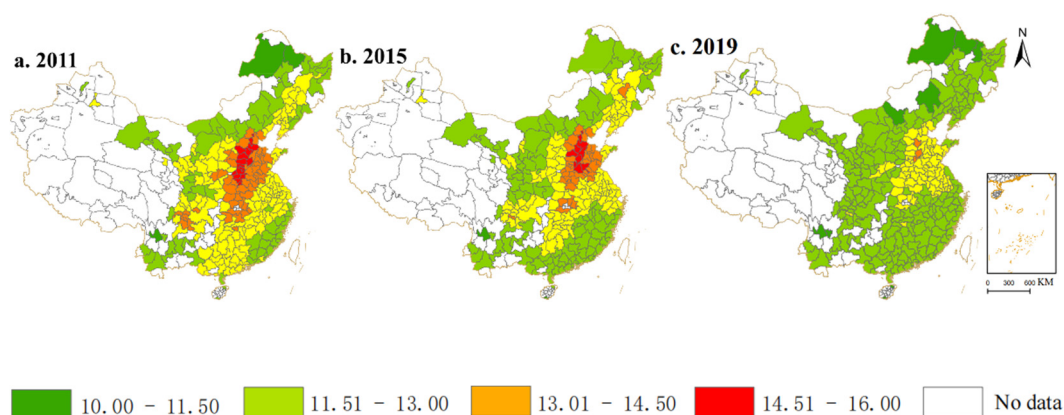 a. 2011
b. 2015
c. 2019
N
0 300 600 KM
10.00 - 11.50
11.51 - 13.00
13.01 - 14.50
14.51 - 16.00
No data